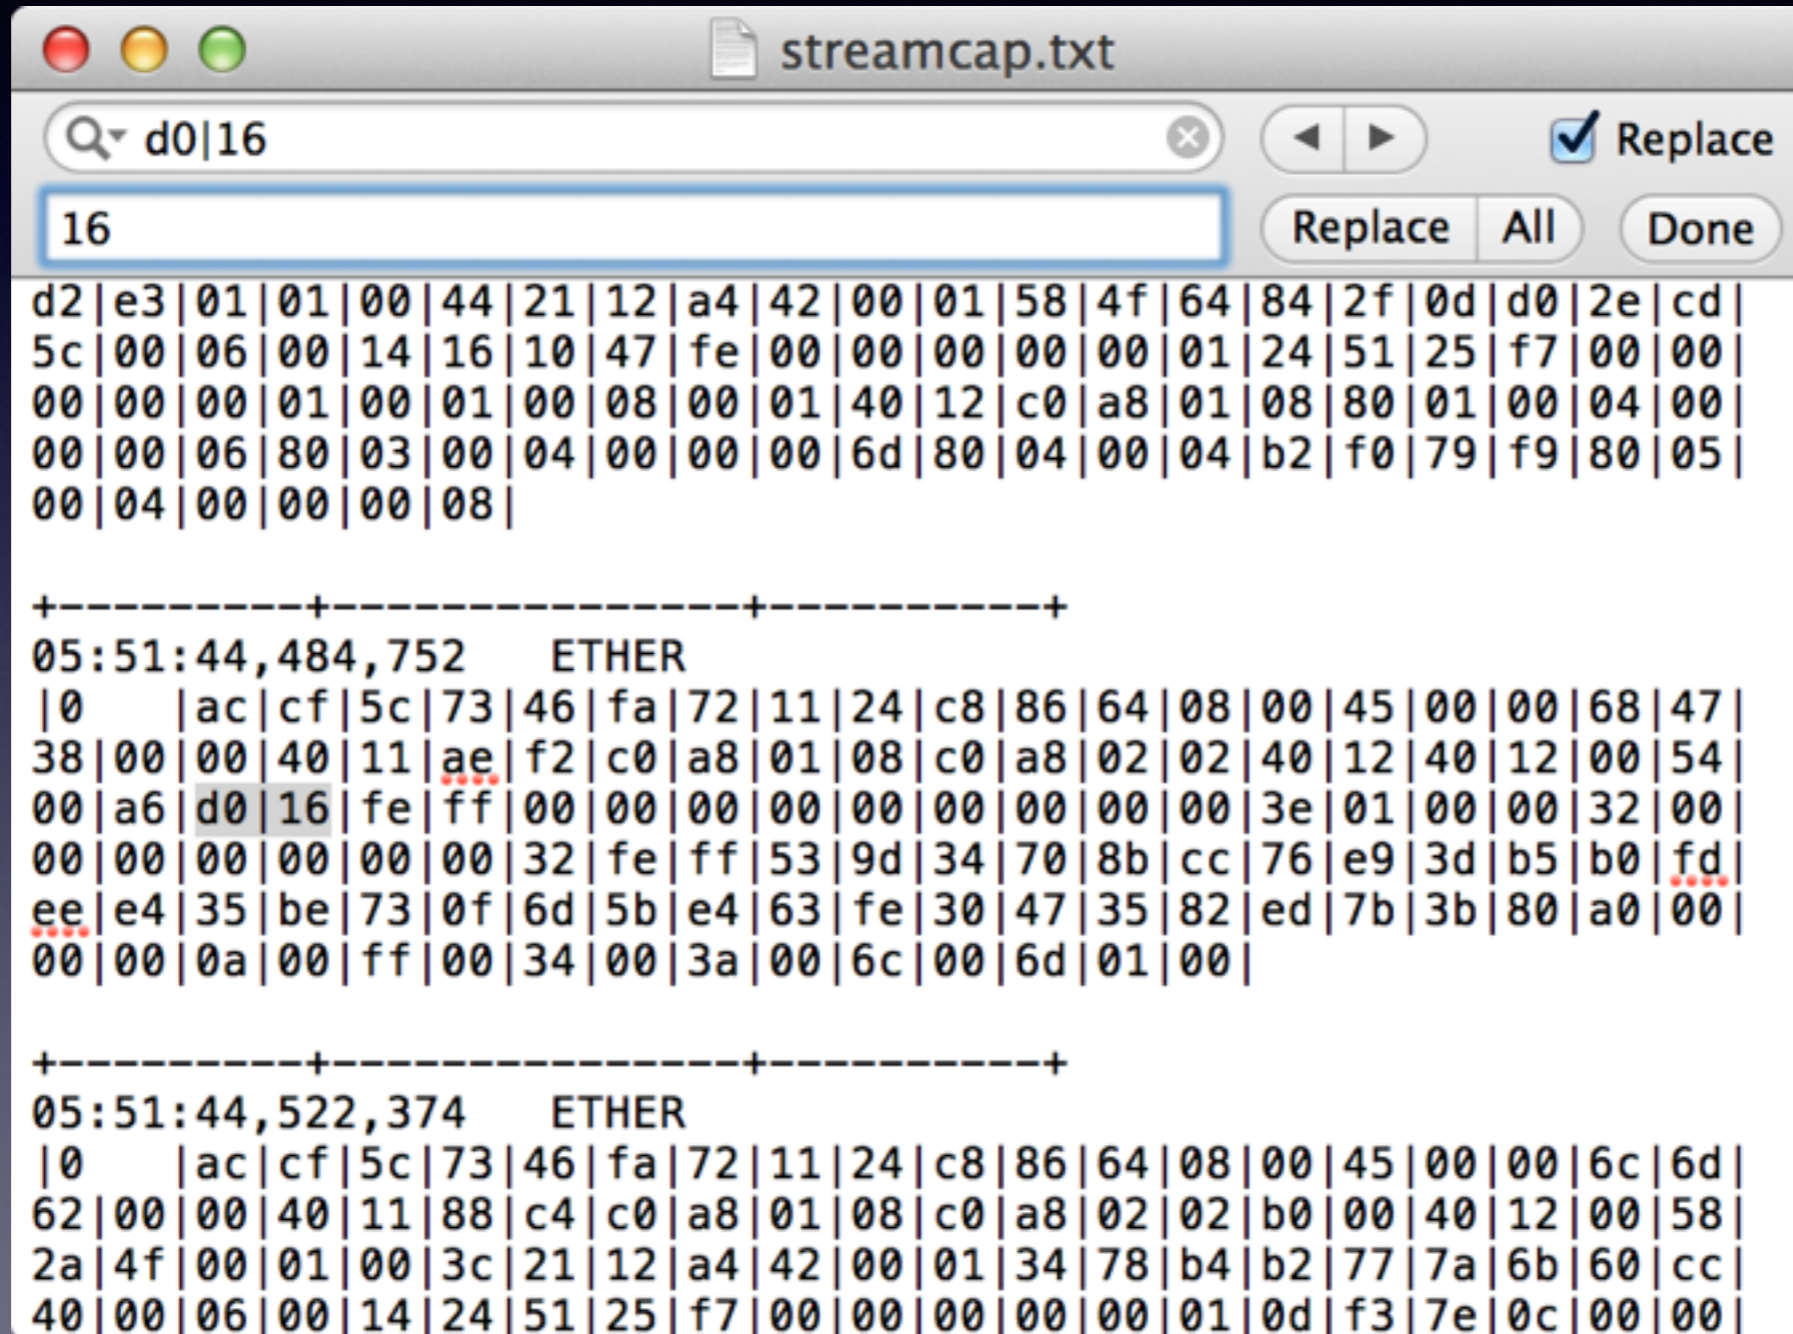 streamcap.txt
d0|16
Replace
16
Replace
All
Done
d2|e3|01|01|00|44|21|12|a4|42|00|01|58|4f|64|84|2f|0d|d0|2e|cd|
5c|00|06|00|14|16|10|47|fe|00|00|00|00|00|01|24|51|25|f7|00|00|
00|00|00|01|00|01|00|08|00|01|40|12|c0|a8|01|08|80|01|00|04|00|
00|00|06|80|03|00|04|00|00|00|6d|80|04|00|04|b2|f0|79|f9|80|05|
00|04|00|00|00|08|
+---------+---------------+----------+
05:51:44,484,752   ETHER
|0   |ac|cf|5c|73|46|fa|72|11|24|c8|86|64|08|00|45|00|00|68|47|
38|00|00|40|11|ae|f2|c0|a8|01|08|c0|a8|02|02|40|12|40|12|00|54|
00|a6|d0|16|fe|ff|00|00|00|00|00|00|00|00|00|3e|01|00|00|32|00|
00|00|00|00|00|00|32|fe|ff|53|9d|34|70|8b|cc|76|e9|3d|b5|b0|fd|
ee|e4|35|be|73|0f|6d|5b|e4|63|fe|30|47|35|82|ed|7b|3b|80|a0|00|
00|00|0a|00|ff|00|34|00|3a|00|6c|00|6d|01|00|
+---------+---------------+----------+
05:51:44,522,374   ETHER
|0   |ac|cf|5c|73|46|fa|72|11|24|c8|86|64|08|00|45|00|00|6c|6d|
62|00|00|40|11|88|c4|c0|a8|01|08|c0|a8|02|02|b0|00|40|12|00|58|
2a|4f|00|01|00|3c|21|12|a4|42|00|01|34|78|b4|b2|77|7a|6b|60|cc|
40|00|06|00|14|24|51|25|f7|00|00|00|00|00|01|0d|f3|7e|0c|00|00|